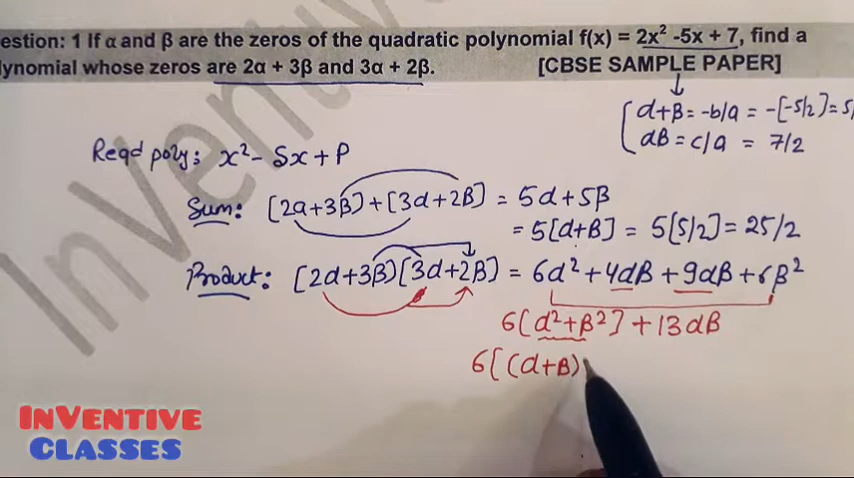 estion: 1 If α and β are the zeros of the quadratic polynomial f(x) = 2x² -5x + 7, find a
lynomial whose zeros are 2α + 3β and 3α + 2β. [CBSE SAMPLE PAPER]
α+β = -b/a = -[-5/2] = 5/
αβ = c/a = 7/2
Reqd poly: x² - Sx + P
Sum: [2α+3β]+[3α+2β] = 5α+5β
= 5[α+β] = 5[5/2] = 25/2
Product: [2α+3β][3α+2β] = 6α²+4αβ+9αβ+6β²
6[α²+β²]+13αβ
6[(α+β)
InVentive
INVENTIVE
CLASSES